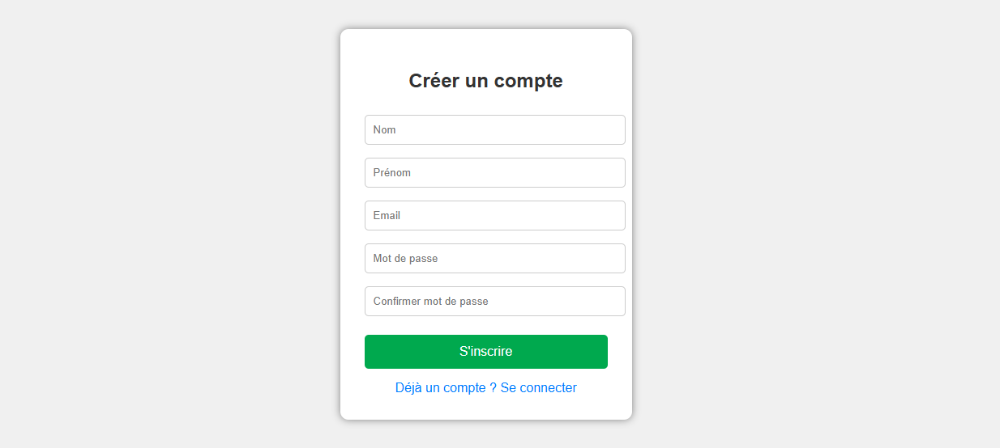 Créer un compte
Nom
Prénom
Email
Mot de passe
Confirmer mot de passe
S'inscrire
Déjà un compte ? Se connecter